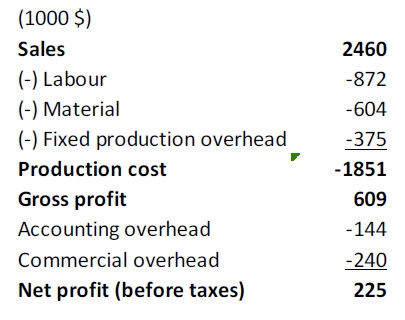 (1000 $)
Sales 2460
(-) Labour -872
(-) Material -604
(-) Fixed production overhead -375
Production cost -1851
Gross profit 609
Accounting overhead -144
Commercial overhead -240
Net profit (before taxes) 225